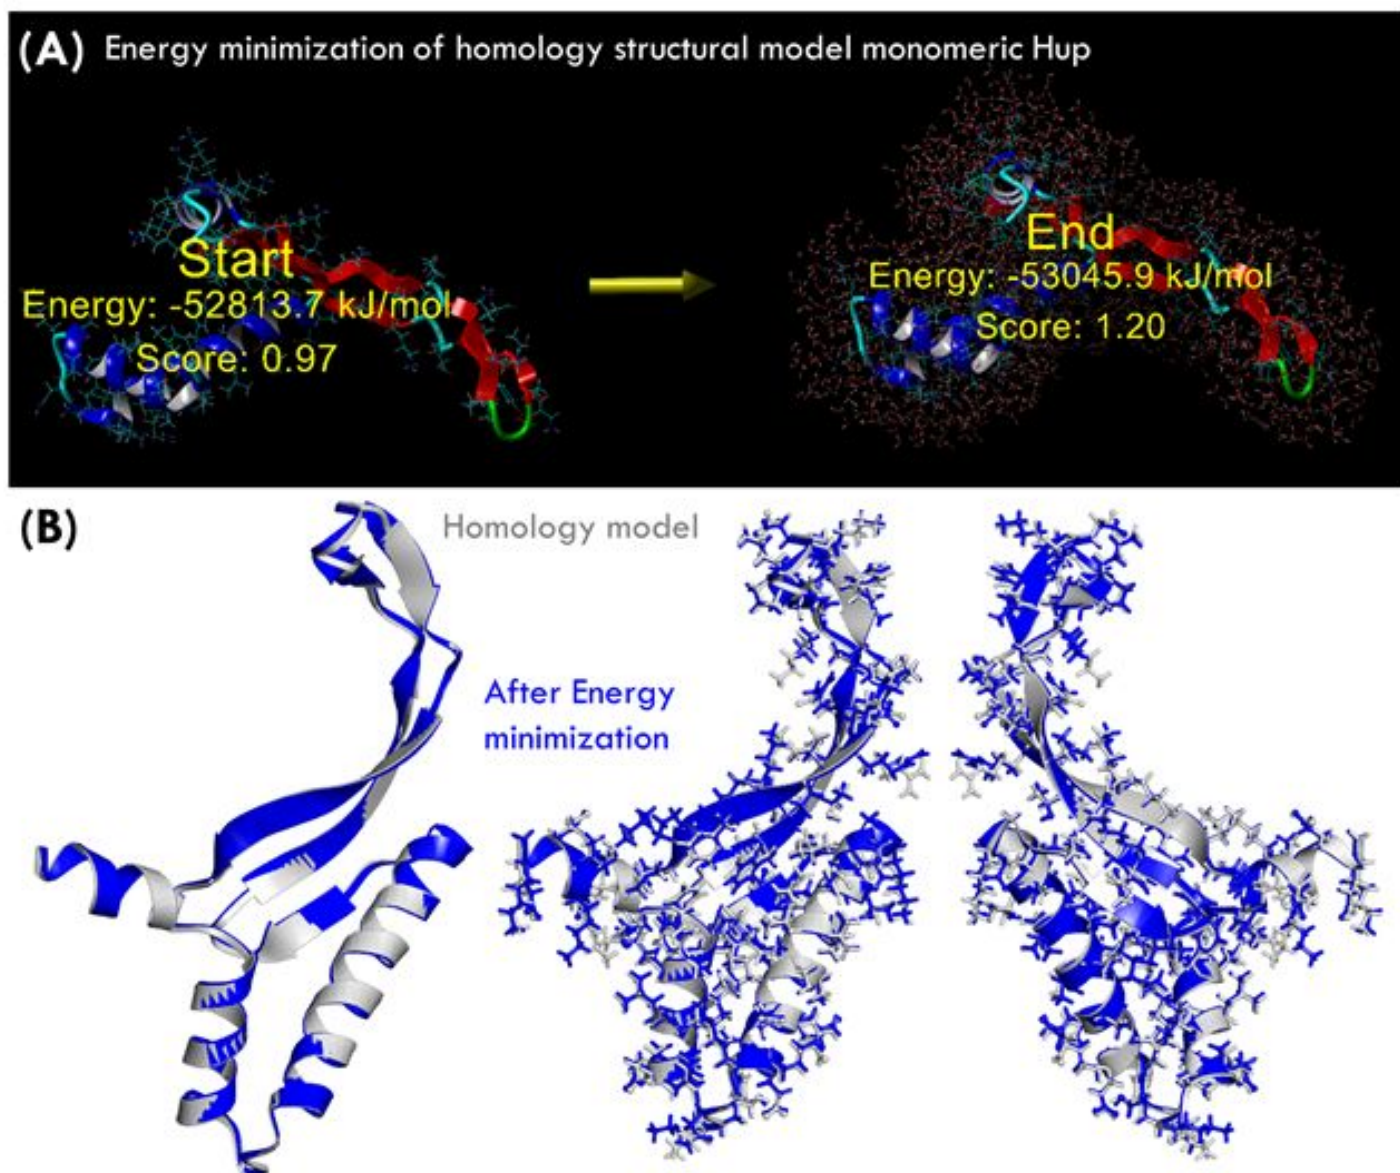 (A) Energy minimization of homology structural model monomeric Hup
Start
Energy: -52813.7 kJ/mol
Score: 0.97
End
Energy: -53045.9 kJ/mol
Score: 1.20
(B)
Homology model
After Energy
minimization